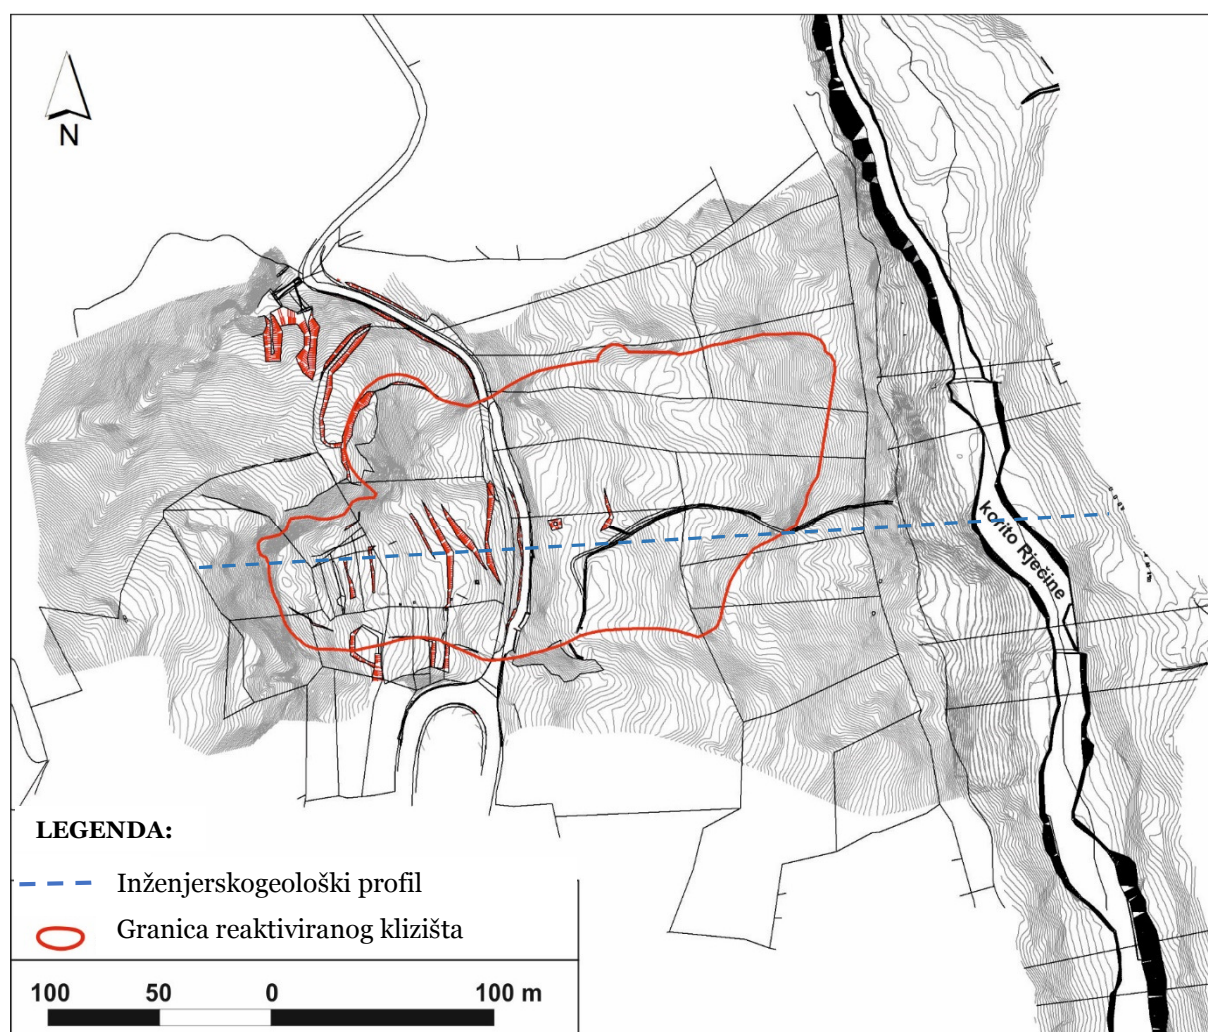 N
korito Rječine
LEGENDA:
Inženjerskogeološki profil
Granica reaktiviranog klizišta
100 50 0 100 m